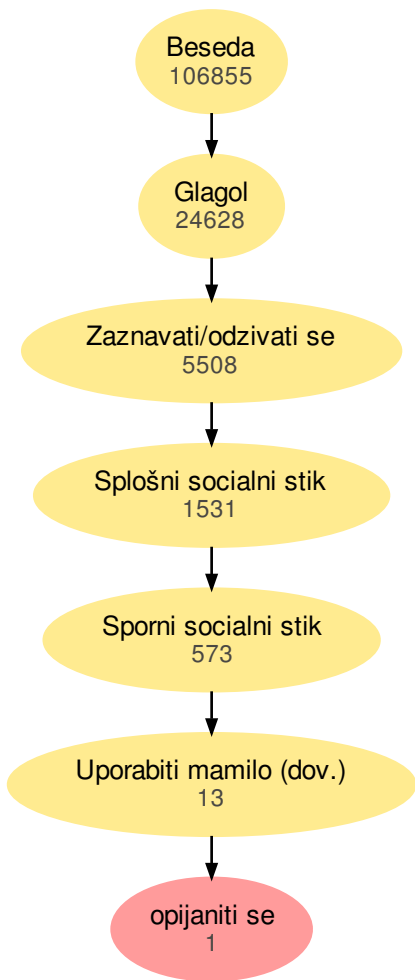 Beseda
106855
Glagol
24628
Zaznavati/odzivati se
5508
Splošni socialni stik
1531
Sporni socialni stik
573
Uporabiti mamilo (dov.)
13
opijaniti se
1